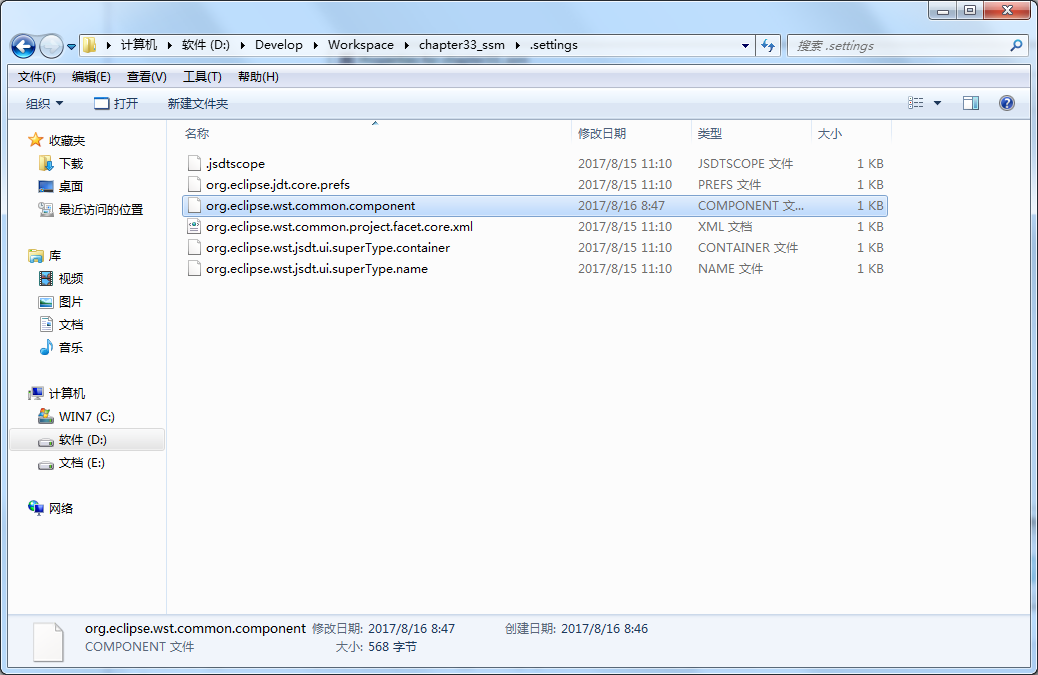 计算机 软件 (D:) Develop Workspace chapter33_ssm .settings 搜索 .settings
文件(F) 编辑(E) 查看(V) 工具(T) 帮助(H)
组织 打开 新建文件夹
收藏夹
下载
桌面
最近访问的位置
库
视频
图片
文档
音乐
计算机
WIN7 (C:)
软件 (D:)
文档 (E:)
网络
名称 修改日期 类型 大小
.jsdtscope 2017/8/15 11:10 JSDTSCOPE 文件 1 KB
org.eclipse.jdt.core.prefs 2017/8/15 11:10 PREFS 文件 1 KB
org.eclipse.wst.common.component 2017/8/16 8:47 COMPONENT 文... 1 KB
org.eclipse.wst.common.project.facet.core.xml 2017/8/15 11:10 XML 文档 1 KB
org.eclipse.wst.jsdt.ui.superType.container 2017/8/15 11:10 CONTAINER 文件 1 KB
org.eclipse.wst.jsdt.ui.superType.name 2017/8/15 11:10 NAME 文件 1 KB
org.eclipse.wst.common.component 修改日期: 2017/8/16 8:47 创建日期: 2017/8/16 8:46
COMPONENT 文件 大小: 568 字节